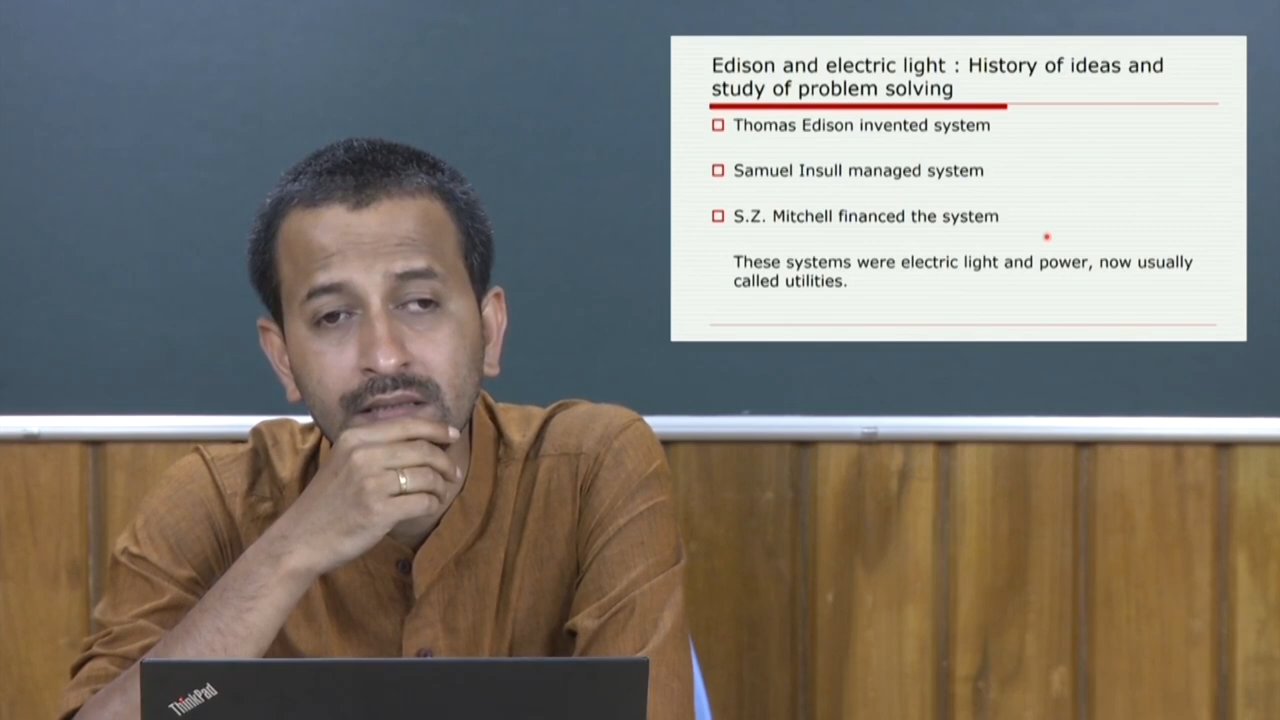 Edison and electric light : History of ideas and
study of problem solving
Thomas Edison invented system
Samuel Insull managed system
S.Z. Mitchell financed the system
These systems were electric light and power, now usually
called utilities.
ThinkPad